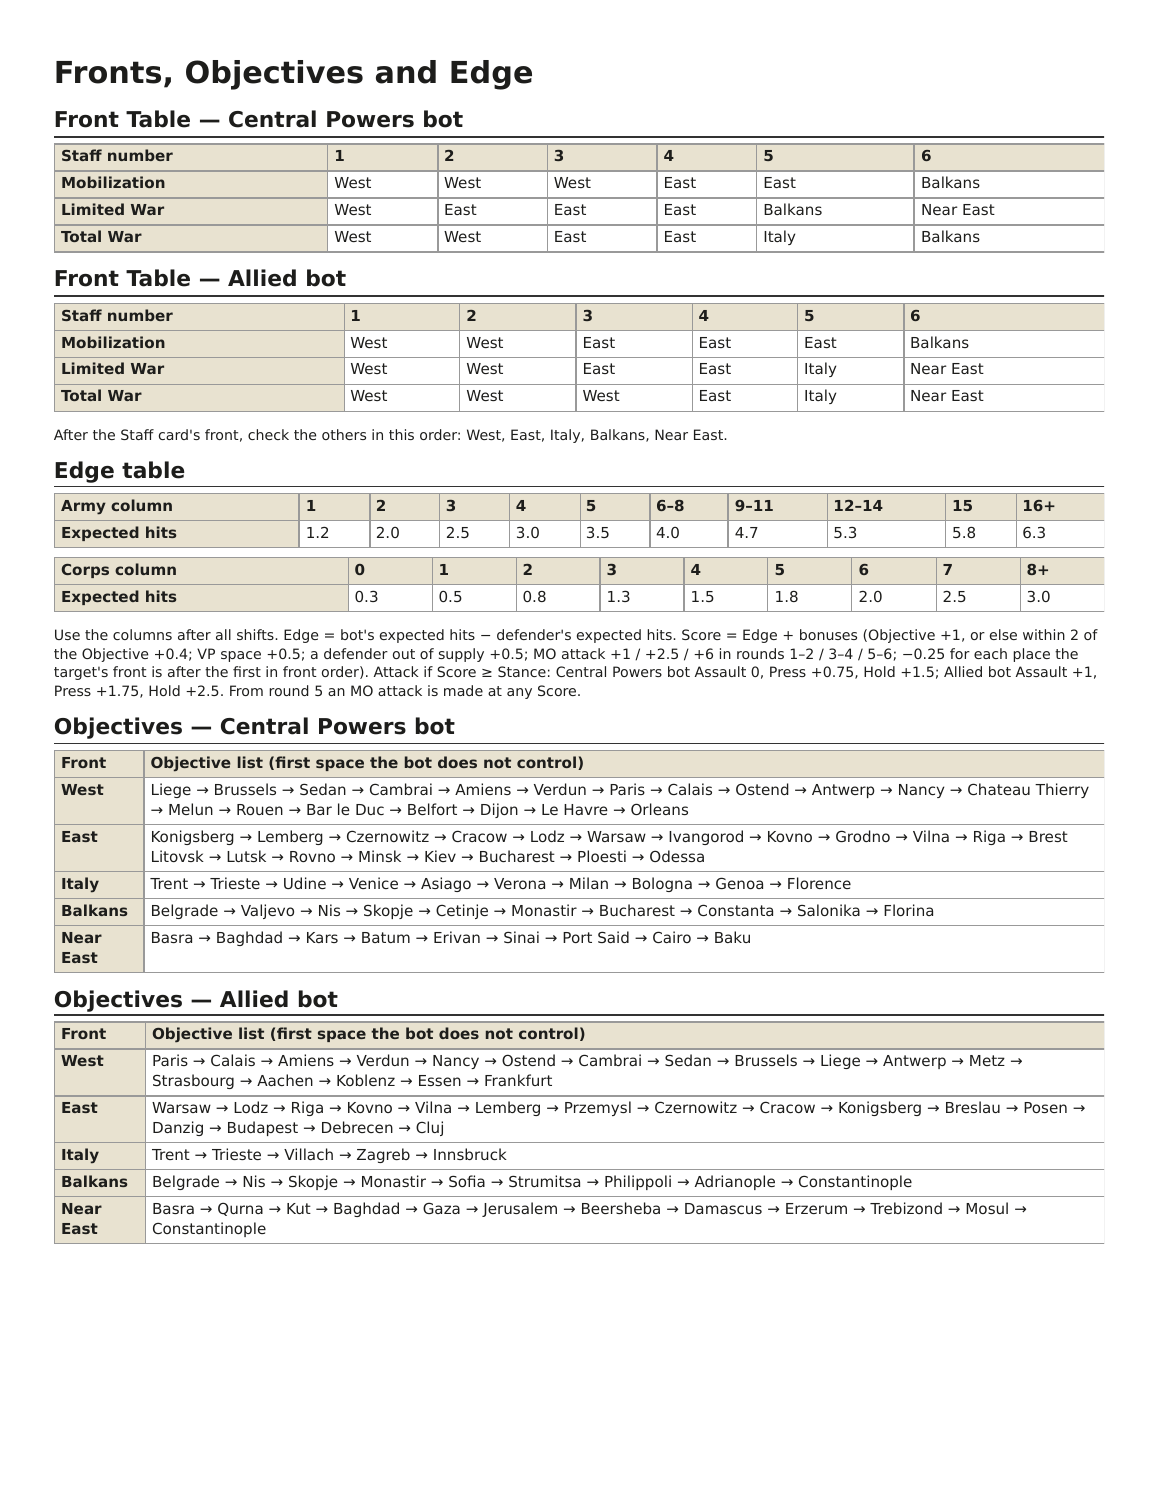 Fronts, Objectives and Edge
Front Table — Central Powers bot
Staff number 1 2 3 4 5 6
Mobilization West West West East East Balkans
Limited War West East East East Balkans Near East
Total War West West East East Italy Balkans
Front Table — Allied bot
Staff number 1 2 3 4 5 6
Mobilization West West East East East Balkans
Limited War West West East East Italy Near East
Total War West West West East Italy Near East
After the Staff card's front, check the others in this order: West, East, Italy, Balkans, Near East.
Edge table
Army column 1 2 3 4 5 6–8 9–11 12–14 15 16+
Expected hits 1.2 2.0 2.5 3.0 3.5 4.0 4.7 5.3 5.8 6.3
Corps column 0 1 2 3 4 5 6 7 8+
Expected hits 0.3 0.5 0.8 1.3 1.5 1.8 2.0 2.5 3.0
Use the columns after all shifts. Edge = bot's expected hits − defender's expected hits. Score = Edge + bonuses (Objective +1, or else within 2 of
the Objective +0.4; VP space +0.5; a defender out of supply +0.5; MO attack +1 / +2.5 / +6 in rounds 1–2 / 3–4 / 5–6; −0.25 for each place the
target's front is after the first in front order). Attack if Score ≥ Stance: Central Powers bot Assault 0, Press +0.75, Hold +1.5; Allied bot Assault +1,
Press +1.75, Hold +2.5. From round 5 an MO attack is made at any Score.
Objectives — Central Powers bot
Front Objective list (first space the bot does not control)
West Liege → Brussels → Sedan → Cambrai → Amiens → Verdun → Paris → Calais → Ostend → Antwerp → Nancy → Chateau Thierry
→ Melun → Rouen → Bar le Duc → Belfort → Dijon → Le Havre → Orleans
East Konigsberg → Lemberg → Czernowitz → Cracow → Lodz → Warsaw → Ivangorod → Kovno → Grodno → Vilna → Riga → Brest
Litovsk → Lutsk → Rovno → Minsk → Kiev → Bucharest → Ploesti → Odessa
Italy Trent → Trieste → Udine → Venice → Asiago → Verona → Milan → Bologna → Genoa → Florence
Balkans Belgrade → Valjevo → Nis → Skopje → Cetinje → Monastir → Bucharest → Constanta → Salonika → Florina
Near Basra → Baghdad → Kars → Batum → Erivan → Sinai → Port Said → Cairo → Baku
East
Objectives — Allied bot
Front Objective list (first space the bot does not control)
West Paris → Calais → Amiens → Verdun → Nancy → Ostend → Cambrai → Sedan → Brussels → Liege → Antwerp → Metz →
Strasbourg → Aachen → Koblenz → Essen → Frankfurt
East Warsaw → Lodz → Riga → Kovno → Vilna → Lemberg → Przemysl → Czernowitz → Cracow → Konigsberg → Breslau → Posen →
Danzig → Budapest → Debrecen → Cluj
Italy Trent → Trieste → Villach → Zagreb → Innsbruck
Balkans Belgrade → Nis → Skopje → Monastir → Sofia → Strumitsa → Philippoli → Adrianople → Constantinople
Near Basra → Qurna → Kut → Baghdad → Gaza → Jerusalem → Beersheba → Damascus → Erzerum → Trebizond → Mosul →
East Constantinople